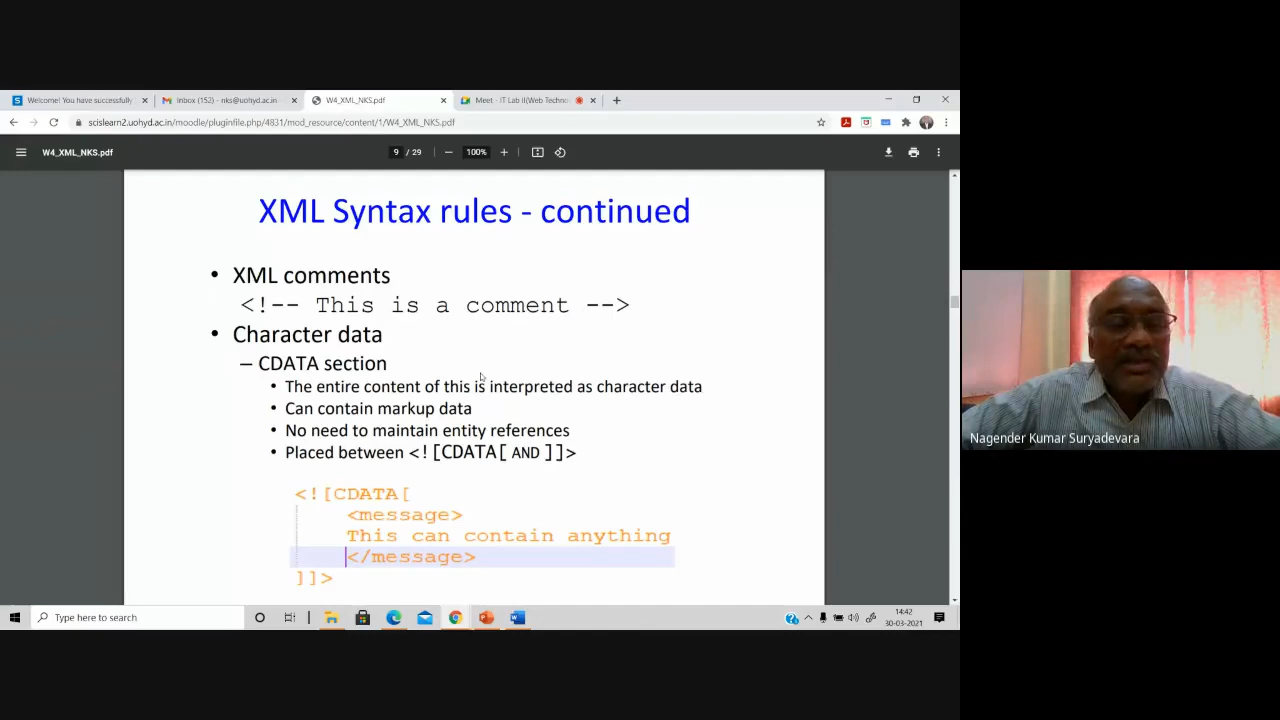 Welcome! You have successfully
Inbox (152) - nks@uohyd.ac.in
W4_XML_NKS.pdf
Meet - IT Lab II(Web Techno
scislearn2.uohyd.ac.in/moodle/pluginfile.php/4831/mod_resource/content/1/W4_XML_NKS.pdf
W4_XML_NKS.pdf
9 / 29
100%
XML Syntax rules - continued
• XML comments
<!-- This is a comment -->
• Character data
– CDATA section
• The entire content of this is interpreted as character data
• Can contain markup data
• No need to maintain entity references
• Placed between <![CDATA[ AND ]]>
<![CDATA[
<message>
This can contain anything
</message>
]]>
Nagender Kumar Suryadevara
Type here to search
14:42
30-03-2021